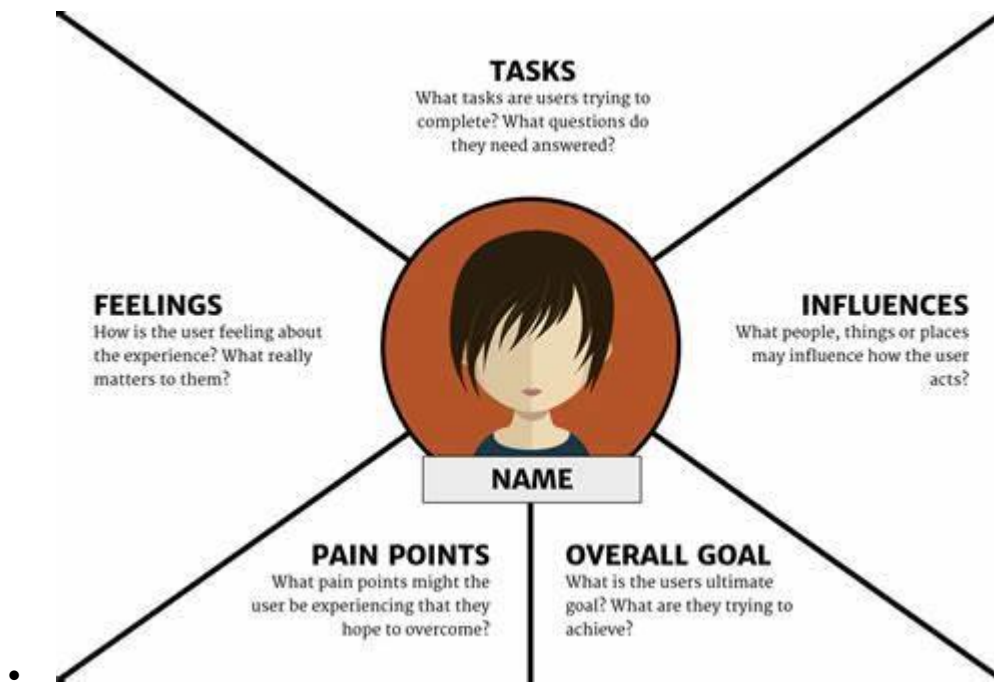 TASKS
What tasks are users trying to
complete? What questions do
they need answered?
FEELINGS
How is the user feeling about
the experience? What really
matters to them?
INFLUENCES
What people, things or places
may influence how the user
acts?
NAME
PAIN POINTS
What pain points might the
user be experiencing that they
hope to overcome?
OVERALL GOAL
What is the users ultimate
goal? What are they trying to
achieve?